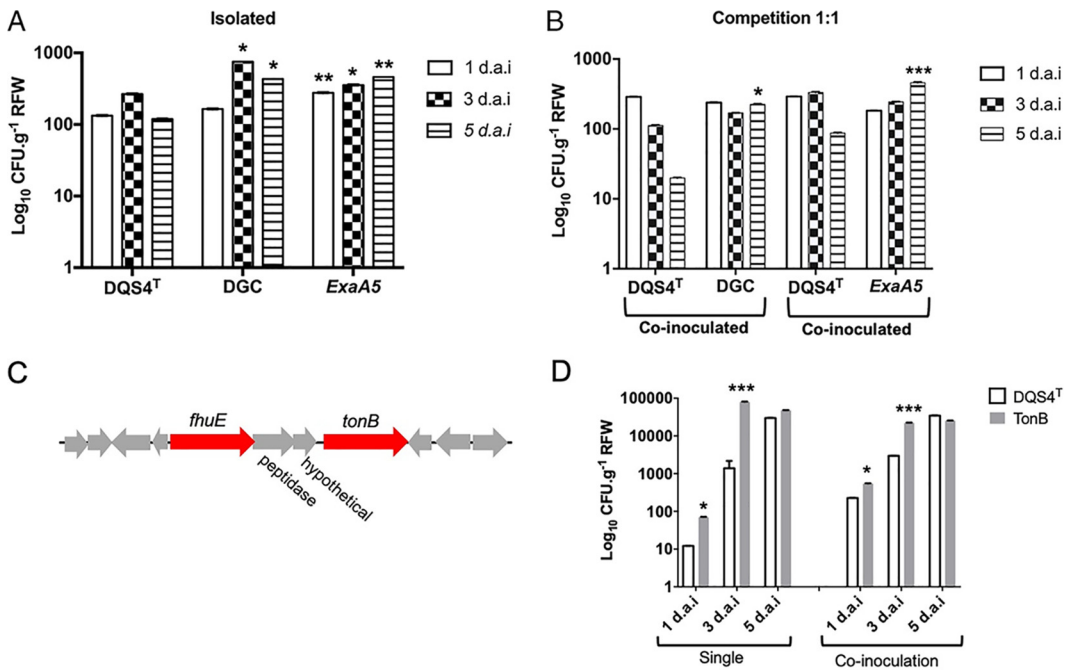 A
Isolated
Log10 CFU.g-1 RFW
1000
100
10
1
* * ** * **
DQS4T DGC ExaA5
1 d.a.i
3 d.a.i
5 d.a.i
B
Competition 1:1
Log10 CFU.g-1 RFW
1000
100
10
1
* ***
DQS4T DGC DQS4T ExaA5
Co-inoculated Co-inoculated
1 d.a.i
3 d.a.i
5 d.a.i
C
fhuE tonB
peptidase
hypothetical
D
Log10 CFU.g-1 RFW
100000
10000
1000
100
10
1
* *** * ***
1 d.a.i 3 d.a.i 5 d.a.i 1 d.a.i 3 d.a.i 5 d.a.i
Single Co-inoculation
DQS4T
TonB